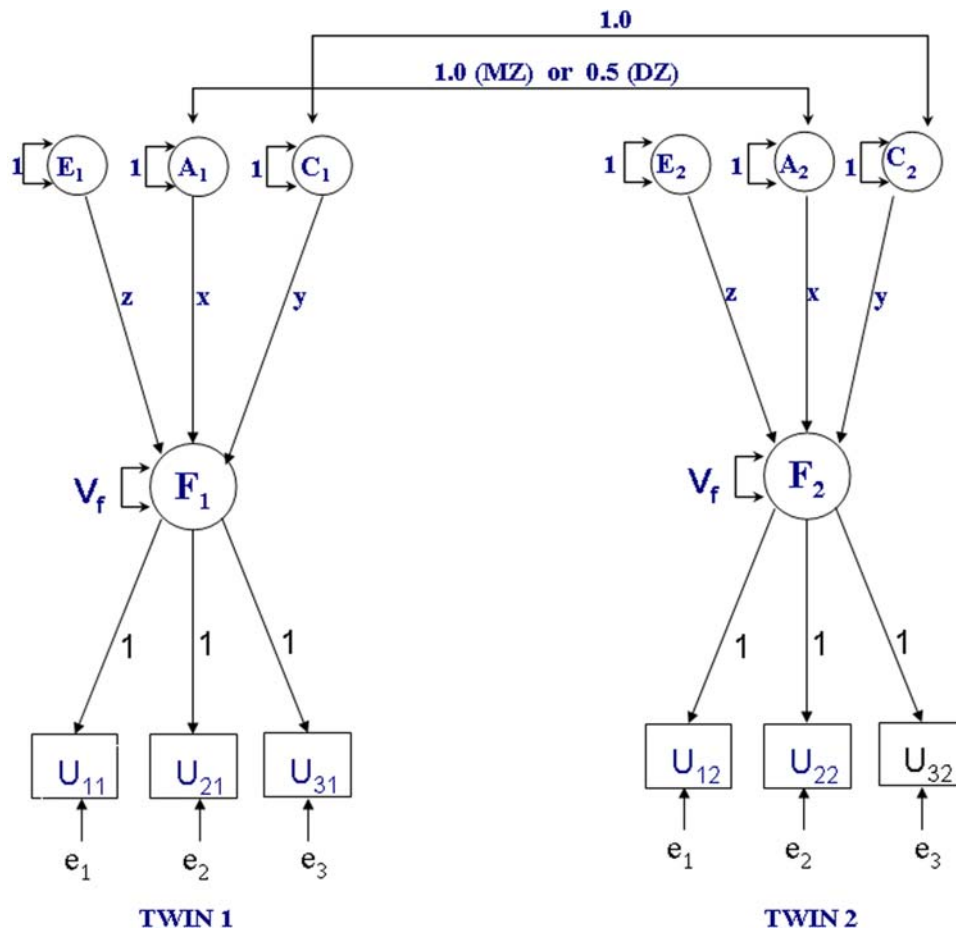 1.0
1.0 (MZ) or 0.5 (DZ)
1 E1 1 A1 1 C1 1 E2 1 A2 1 C2
z x y z x y
Vf F1 Vf F2
1 1 1 1 1 1
U11 U21 U31 U12 U22 U32
e1 e2 e3 e1 e2 e3
TWIN 1 TWIN 2